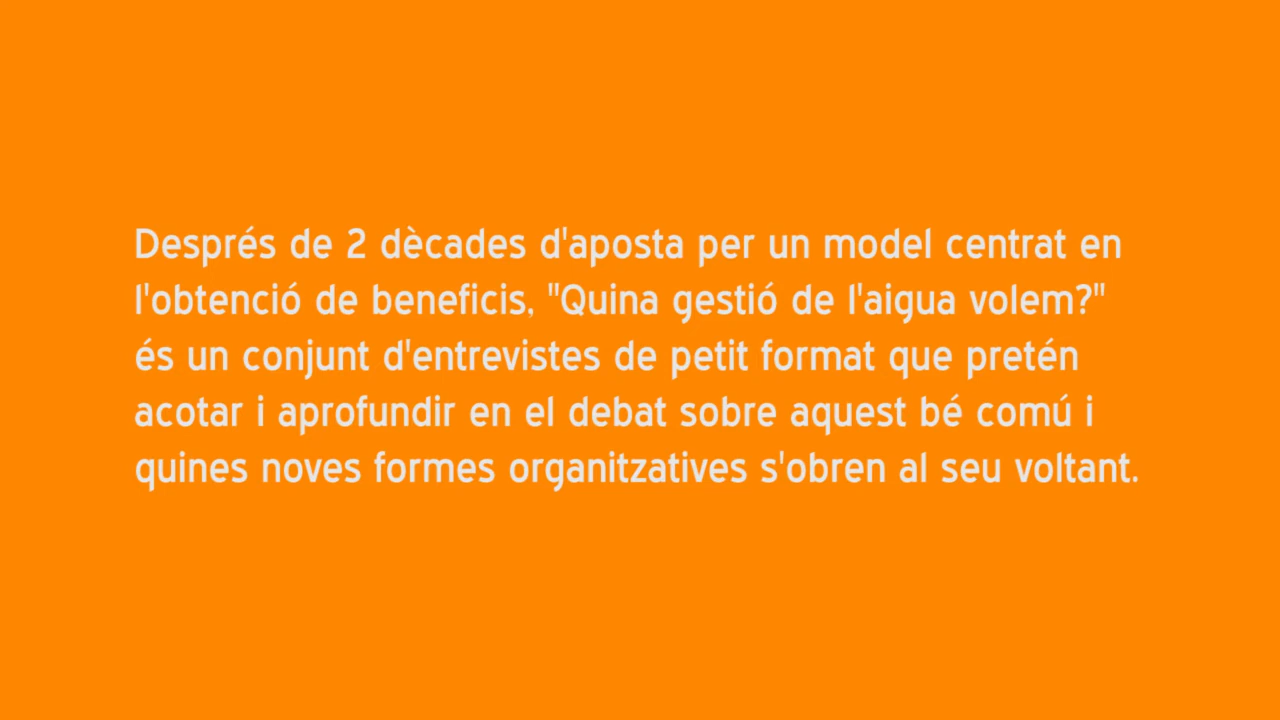 Després de 2 dècades d'aposta per un model centrat en
l'obtenció de beneficis, "Quina gestió de l'aigua volem?"
és un conjunt d'entrevistes de petit format que pretén
acotar i aprofundir en el debat sobre aquest bé comú i
quines noves formes organitzatives s'obren al seu voltant.